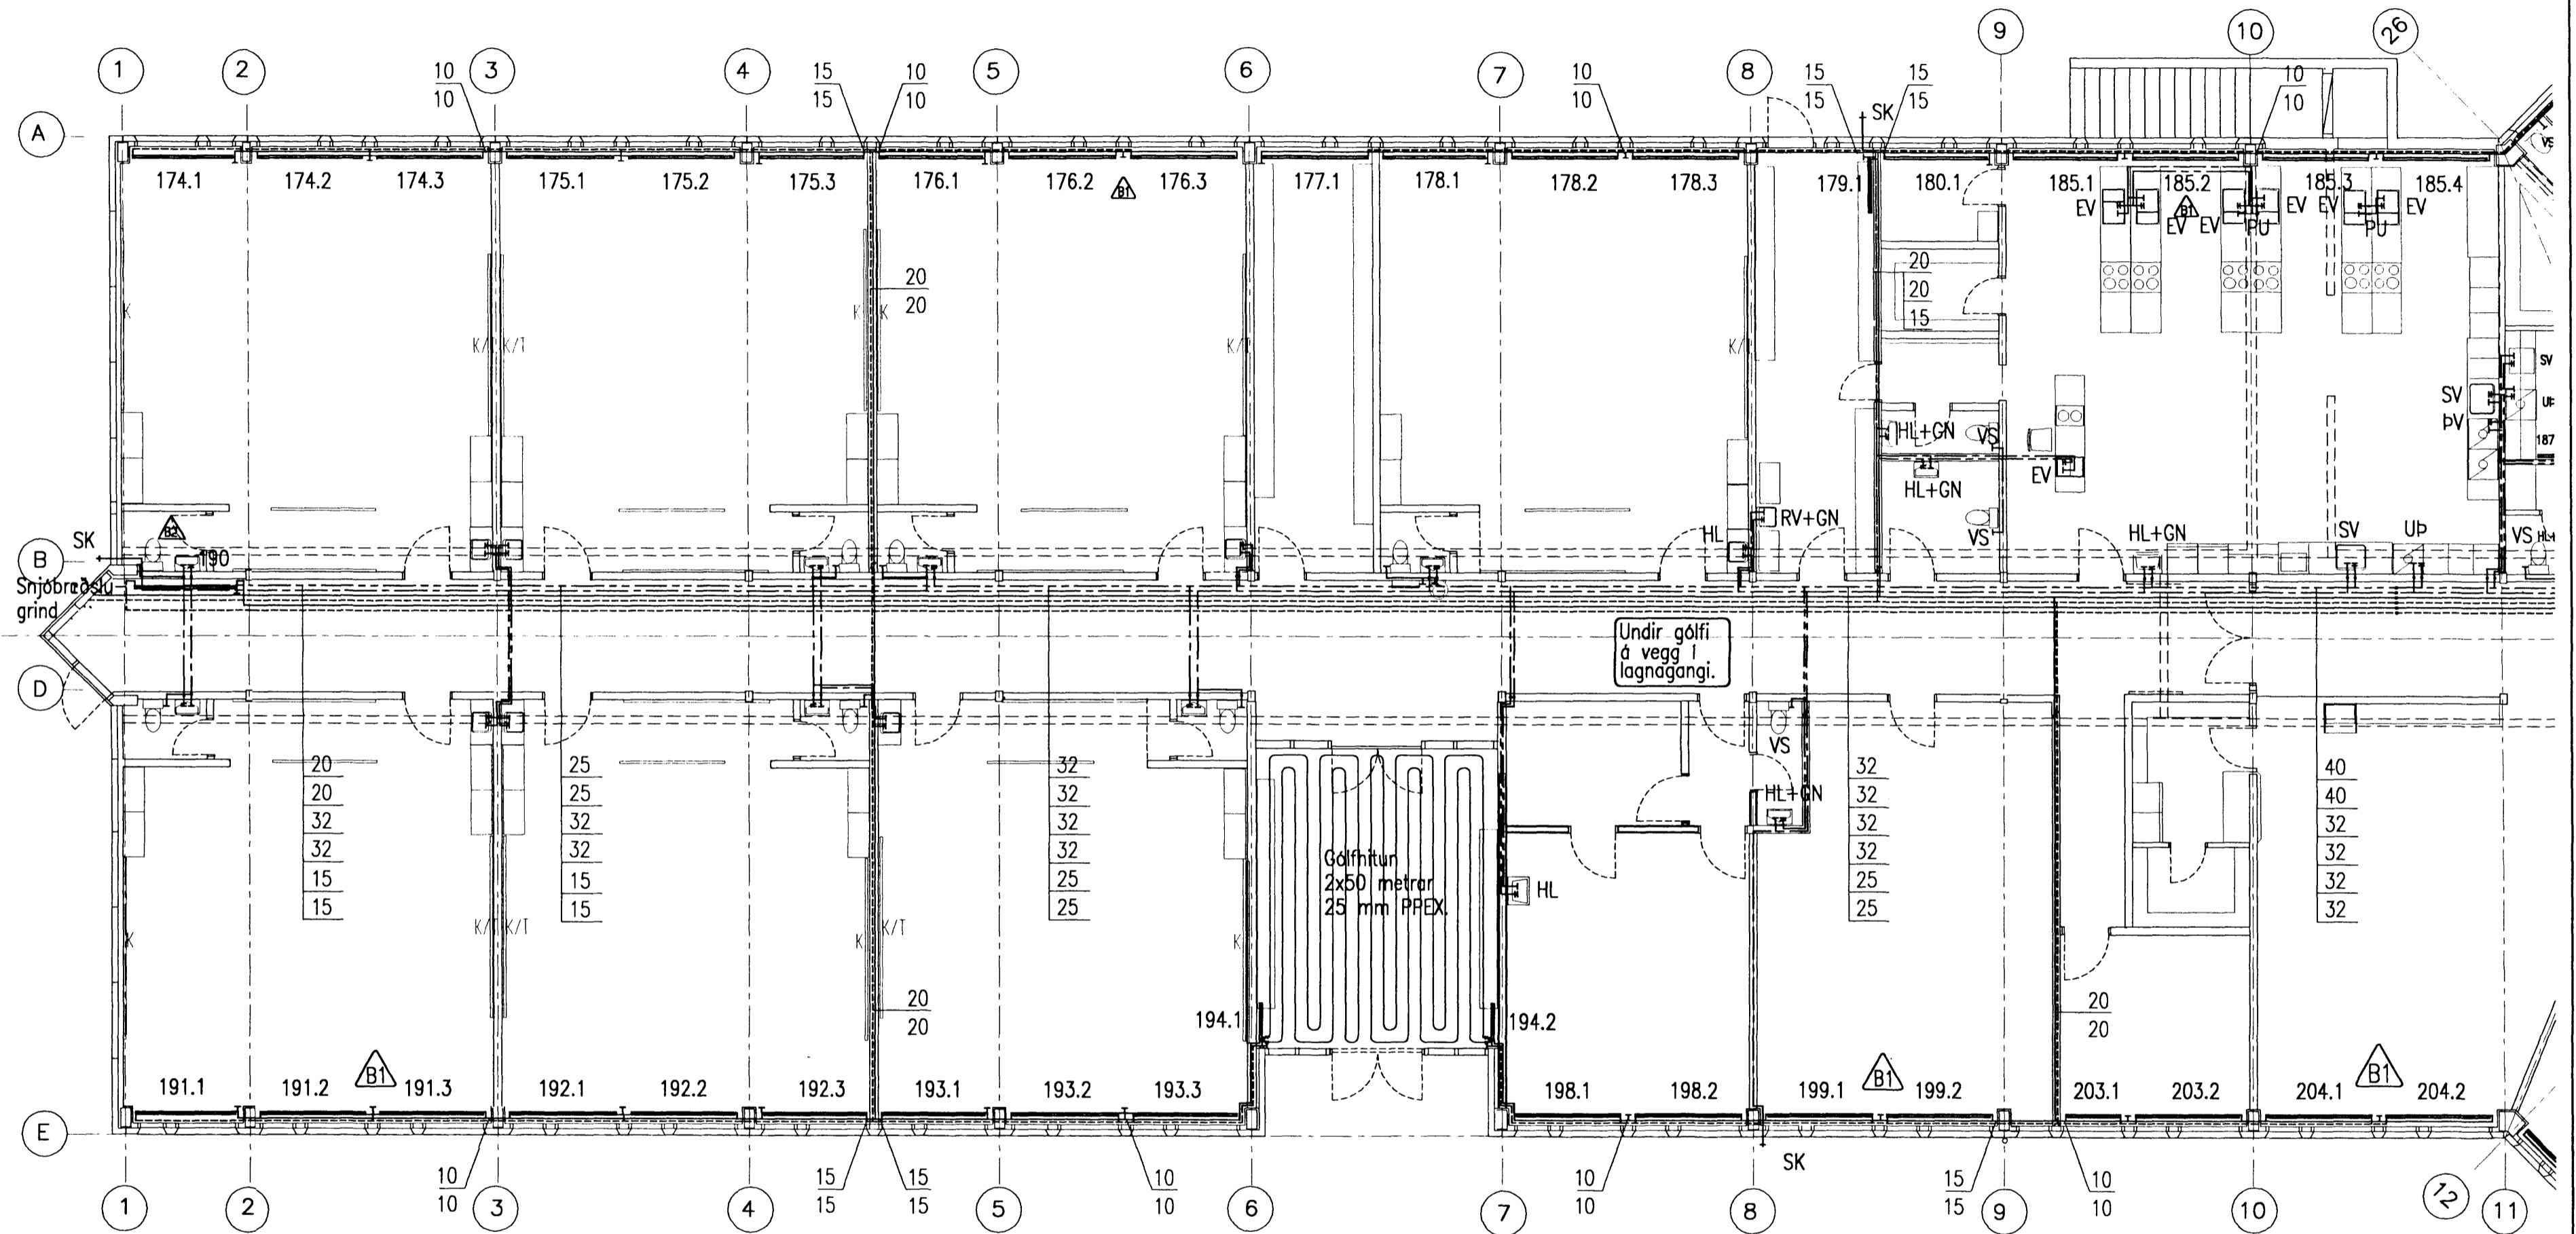 1 2 3 4 5 6 7 8 9 10 26
10
10
15
15
10
10
10
10
15
15
15
15
10
10
SK
A
174.1 174.2 174.3 175.1 175.2 175.3 176.1 176.2 176.3 177.1 178.1 178.2 178.3 179.1 180.1 185.1 185.2 185.3 185.4
B1
B1
VS
EV EV EV EV EV EV
ÞU ÞU
20
20
20
20
15
K K K
K/T K/T K/ K/
SV
SV
ÞV
UÞ
187
HL+GN VS
HL+GN
EV
VS
B2
SK
190
B
HL
RV+GN
HL+GN
SV
UÞ
VS
Snjóbræðslu
grind
Undir gólfi
á vegg í
lagnagangi.
D
VS
HL+GN
20
20
32
32
15
15
25
25
32
32
15
15
32
32
32
32
25
25
32
32
32
32
25
25
40
40
32
32
32
32
Gólfhitun
2x50 metrar
25 mm PPEX.
HL
K
K/T K/T
K
K/T
K
20
20
20
20
194.1 194.2
B1
B1
B1
191.1 191.2 191.3 192.1 192.2 192.3 193.1 193.2 193.3 198.1 198.2 199.1 199.2 203.1 203.2 204.1 204.2
E
SK
10
10
15
15
15
15
10
10
10
10
15
15
10
10
1 2 3 4 5 6 7 8 9 10 12 11